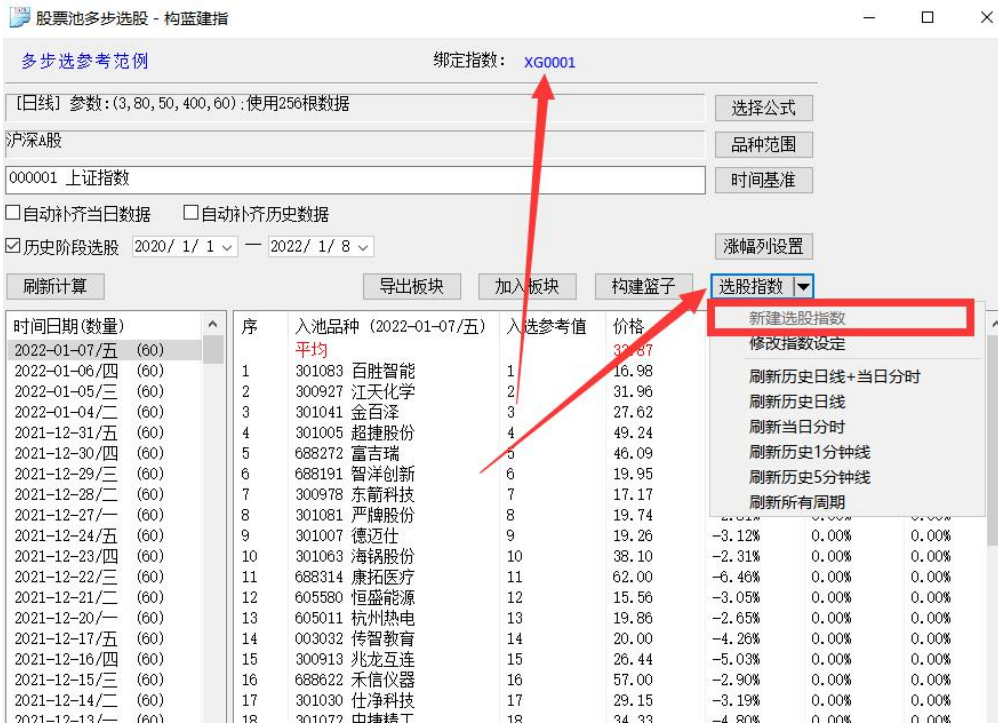 股票池多步选股 - 构蓝建指
多步选参考范例 绑定指数： XG0001
[日线] 参数:(3,80,50,400,60);使用256根数据 选择公式
沪深A股 品种范围
000001 上证指数 时间基准
自动补齐当日数据 自动补齐历史数据
历史阶段选股 2020/ 1/ 1 — 2022/ 1/ 8 涨幅列设置
刷新计算 导出板块 加入板块 构建篮子 选股指数
新建选股指数
修改指数设定
刷新历史日线+当日分时
刷新历史日线
刷新当日分时
刷新历史1分钟线
刷新历史5分钟线
刷新所有周期
时间日期(数量) 序 入池品种 (2022-01-07/五) 入选参考值 价格
2022-01-07/五 (60) 平均
2022-01-06/四 (60) 1 301083 百胜智能 1 16.98
2022-01-05/三 (60) 2 300927 江天化学 2 31.96
2022-01-04/二 (60) 3 301041 金百泽 3 27.62
2021-12-31/五 (60) 4 301005 超捷股份 4 49.24
2021-12-30/四 (60) 5 688272 富吉瑞 5 46.09
2021-12-29/三 (60) 6 688191 智洋创新 6 19.95
2021-12-28/二 (60) 7 300978 东箭科技 7 17.17
2021-12-27/一 (60) 8 301081 严牌股份 8 19.74
2021-12-24/五 (60) 9 301007 德迈仕 9 19.26 -3.12% 0.00% 0.00%
2021-12-23/四 (60) 10 301063 海锅股份 10 38.10 -2.31% 0.00% 0.00%
2021-12-22/三 (60) 11 688314 康拓医疗 11 62.00 -6.46% 0.00% 0.00%
2021-12-21/二 (60) 12 605580 恒盛能源 12 15.56 -3.05% 0.00% 0.00%
2021-12-20/一 (60) 13 605011 杭州热电 13 19.86 -2.65% 0.00% 0.00%
2021-12-17/五 (60) 14 003032 传智教育 14 20.00 -4.26% 0.00% 0.00%
2021-12-16/四 (60) 15 300913 兆龙互连 15 26.44 -5.03% 0.00% 0.00%
2021-12-15/三 (60) 16 688622 禾信仪器 16 57.00 -2.90% 0.00% 0.00%
2021-12-14/二 (60) 17 301030 仕净科技 17 29.15 -3.19% 0.00% 0.00%
2021-12-13/一 (60) 18 301072 中捷精工 18 34.33 -4.80% 0.00% 0.00%